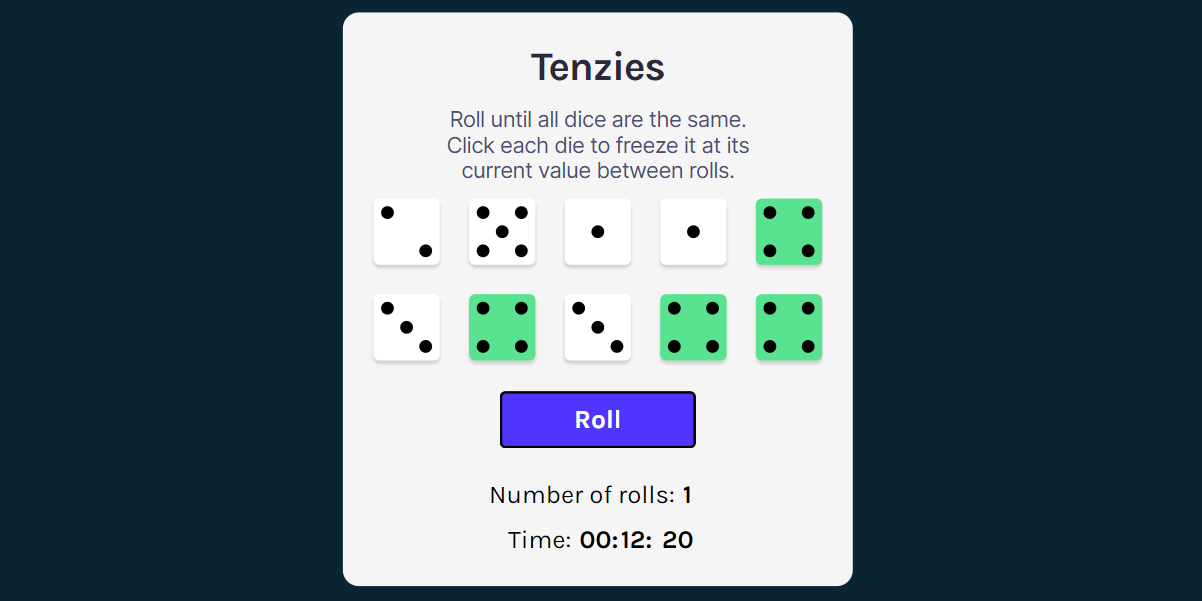 Tenzies
Roll until all dice are the same.
Click each die to freeze it at its
current value between rolls.
Roll
Number of rolls: 1
Time: 00:12: 20